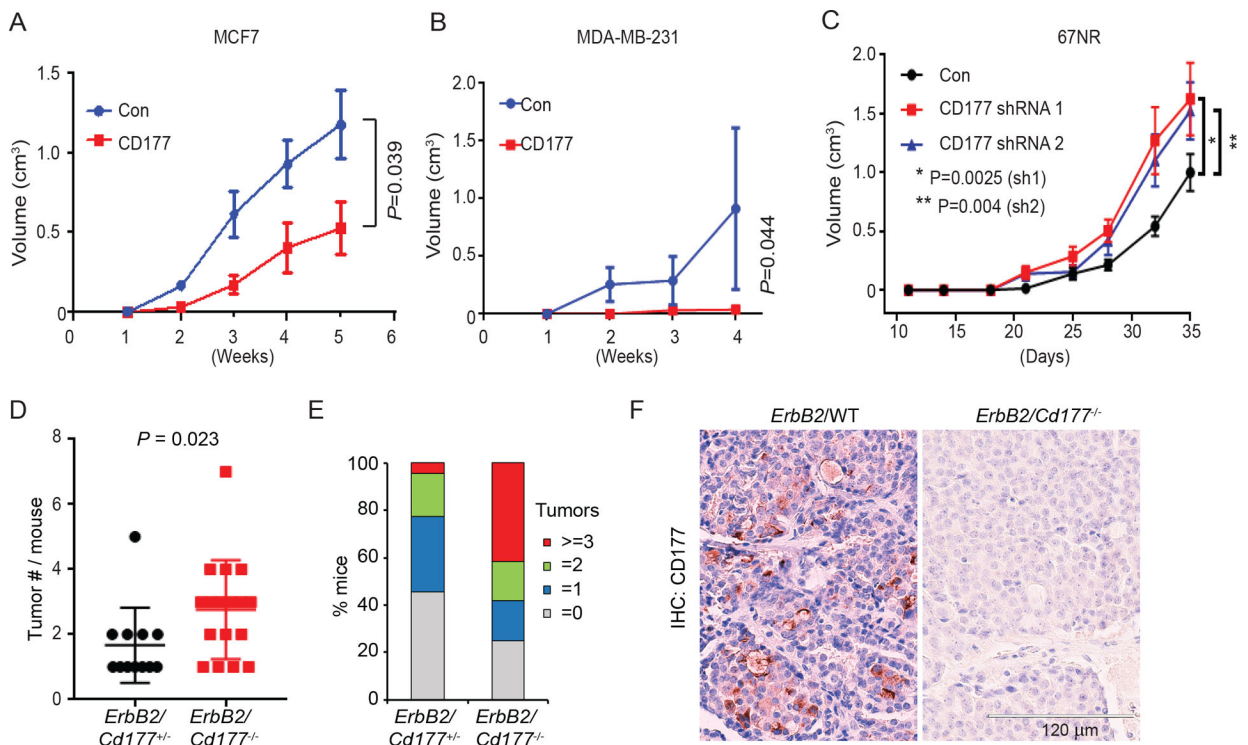 A
MCF7
Volume (cm³)
1.5
1.0
0.5
0
Con
CD177
P=0.039
0 1 2 3 4 5 6
(Weeks)
B
MDA-MB-231
Volume (cm³)
2.0
1.5
1.0
0.5
0
Con
CD177
P=0.044
0 1 2 3 4
(Weeks)
C
67NR
Volume (cm³)
2.0
1.5
1.0
0.5
0
Con
CD177 shRNA 1
CD177 shRNA 2
* P=0.0025 (sh1)
** P=0.004 (sh2)
*
**
10 15 20 25 30 35
(Days)
D
P = 0.023
Tumor # / mouse
8
6
4
2
0
ErbB2/
Cd177+/-
ErbB2/
Cd177-/-
E
% mice
100
80
60
40
20
0
Tumors
>=3
=2
=1
=0
ErbB2/
Cd177+/-
ErbB2/
Cd177-/-
F
ErbB2/WT
ErbB2/Cd177-/-
IHC: CD177
120 µm